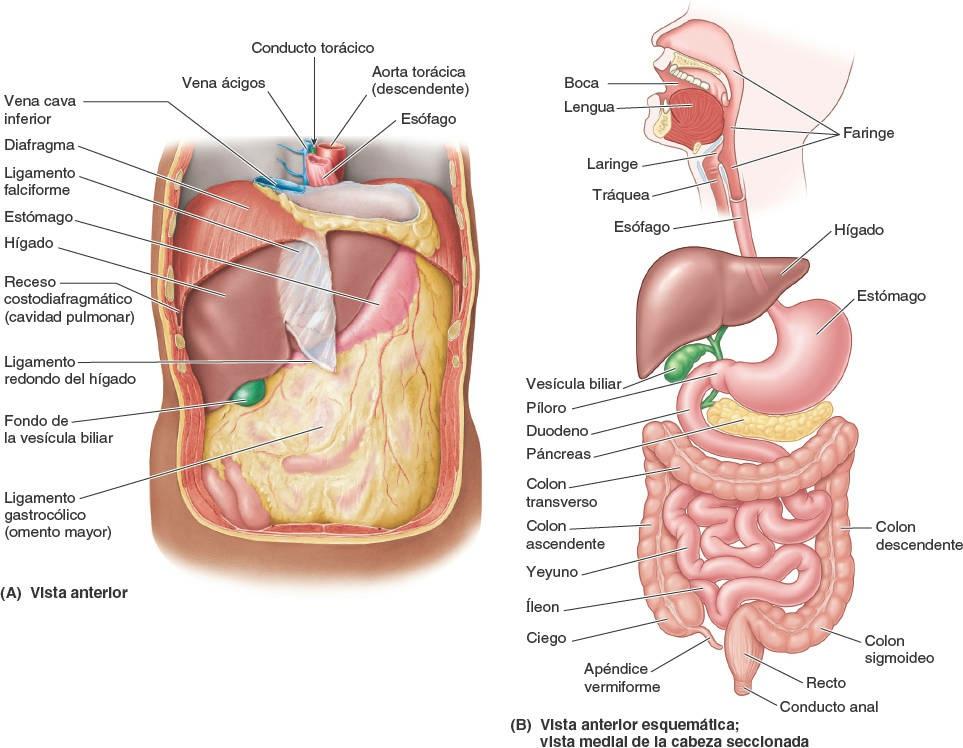 Conducto torácico
Vena ácigos
Aorta torácica
(descendente)
Esófago
Vena cava
inferior
Diafragma
Ligamento
falciforme
Estómago
Hígado
Receso
costodiafragmático
(cavidad pulmonar)
Ligamento
redondo del hígado
Fondo de
la vesícula biliar
Ligamento
gastrocólico
(omento mayor)
(A) Vista anterior
Boca
Lengua
Faringe
Laringe
Tráquea
Esófago
Hígado
Estómago
Vesícula biliar
Píloro
Duodeno
Páncreas
Colon
transverso
Colon
ascendente
Colon
descendente
Yeyuno
Íleon
Ciego
Colon
sigmoideo
Apéndice
vermiforme
Recto
Conducto anal
(B) Vista anterior esquemática;
vista medial de la cabeza seccionada